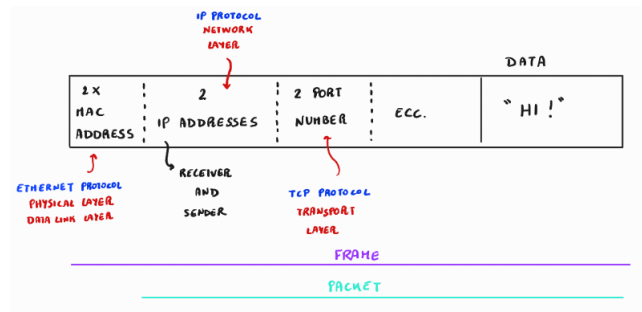 IP PROTOCOL
NETWORK
LAYER
DATA
2x
MAC
ADDRESS
2
IP ADDRESSES
2 PORT
NUMBER
ECC.
"HI!"
ETHERNET PROTOCOL
PHYSICAL LAYER
DATA LINK LAYER
RECEIVER
AND
SENDER
TCP PROTOCOL
TRANSPORT
LAYER
FRAME
PACKET